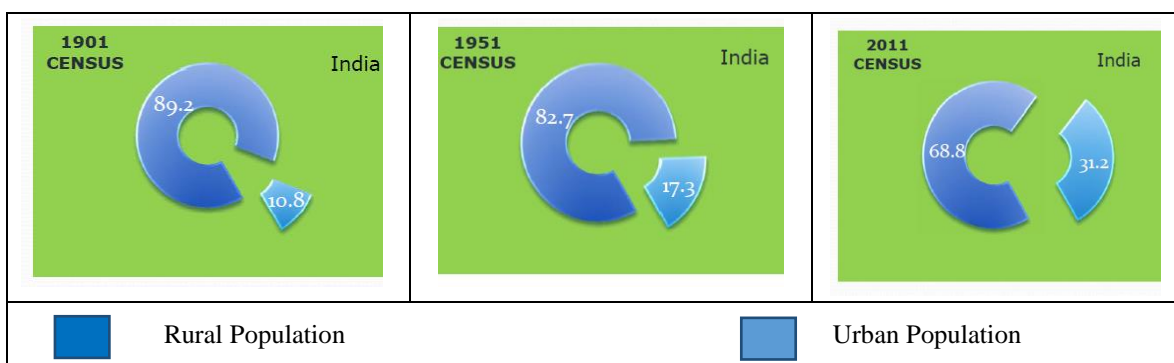 1901
CENSUS
India
89.2
10.8
1951
CENSUS
India
82.7
17.3
2011
CENSUS
India
68.8
31.2
Rural Population
Urban Population